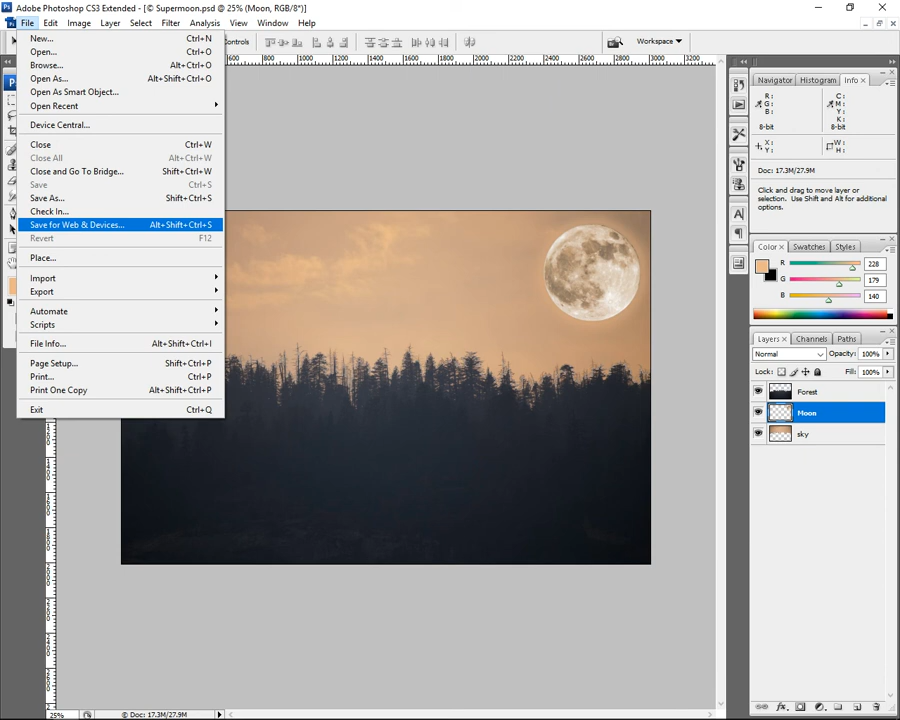 Adobe Photoshop CS3 Extended - [© Supermoon.psd @ 25% (Moon, RGB/8*)]
File Edit Image Layer Select Filter Analysis View Window Help
New... Ctrl+N
Open... Ctrl+O
Browse... Alt+Ctrl+O
Open As... Alt+Shift+Ctrl+O
Open As Smart Object...
Open Recent
Device Central...
Close Ctrl+W
Close All Alt+Ctrl+W
Close and Go To Bridge... Shift+Ctrl+W
Save Ctrl+S
Save As... Shift+Ctrl+S
Check In...
Save for Web & Devices... Alt+Shift+Ctrl+S
Revert F12
Place...
Import
Export
Automate
Scripts
File Info... Alt+Shift+Ctrl+I
Page Setup... Shift+Ctrl+P
Print... Ctrl+P
Print One Copy Alt+Shift+Ctrl+P
Exit Ctrl+Q
Controls
Workspace
600 800 1000 1200 1400 1600 1800 2000 2200 2400 2600 2800 3000 3200
Navigator Histogram Info
R: C:
G: M:
B: Y:
K:
8-bit 8-bit
X: W:
Y: H:
Doc: 17.3M/27.9M
Click and drag to move layer or
selection. Use Shift and Alt for additional
options.
Color Swatches Styles
R 228
G 179
B 140
Layers Channels Paths
Normal Opacity: 100%
Lock: Fill: 100%
Forest
Moon
sky
25% © Doc: 17.3M/27.9M